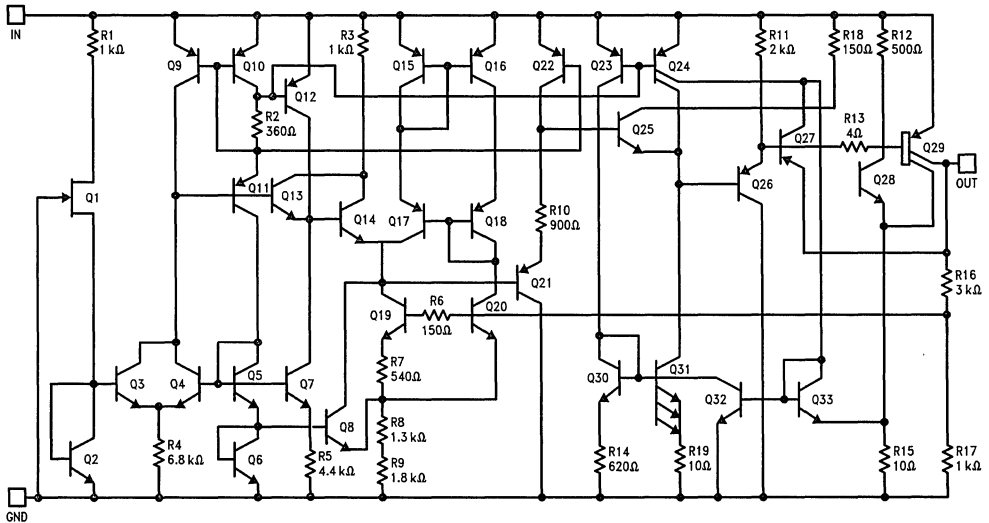 IN
R1
1 kΩ
Q9
Q10
Q12
R2
360Ω
R3
1 kΩ
Q15
Q16
Q22
Q23
Q24
R11
2 kΩ
R18
150Ω
R12
500Ω
Q25
Q27
R13
4Ω
Q29
OUT
Q1
Q11
Q13
Q14
Q17
Q18
R10
900Ω
Q26
Q28
Q21
R16
3 kΩ
Q19
R6
150Ω
Q20
R7
540Ω
Q3
Q4
Q5
Q7
Q30
Q31
Q32
Q33
Q8
R8
1.3 kΩ
R9
1.8 kΩ
Q2
R4
6.8 kΩ
Q6
R5
4.4 kΩ
R14
620Ω
R19
10Ω
R15
10Ω
R17
1 kΩ
GND